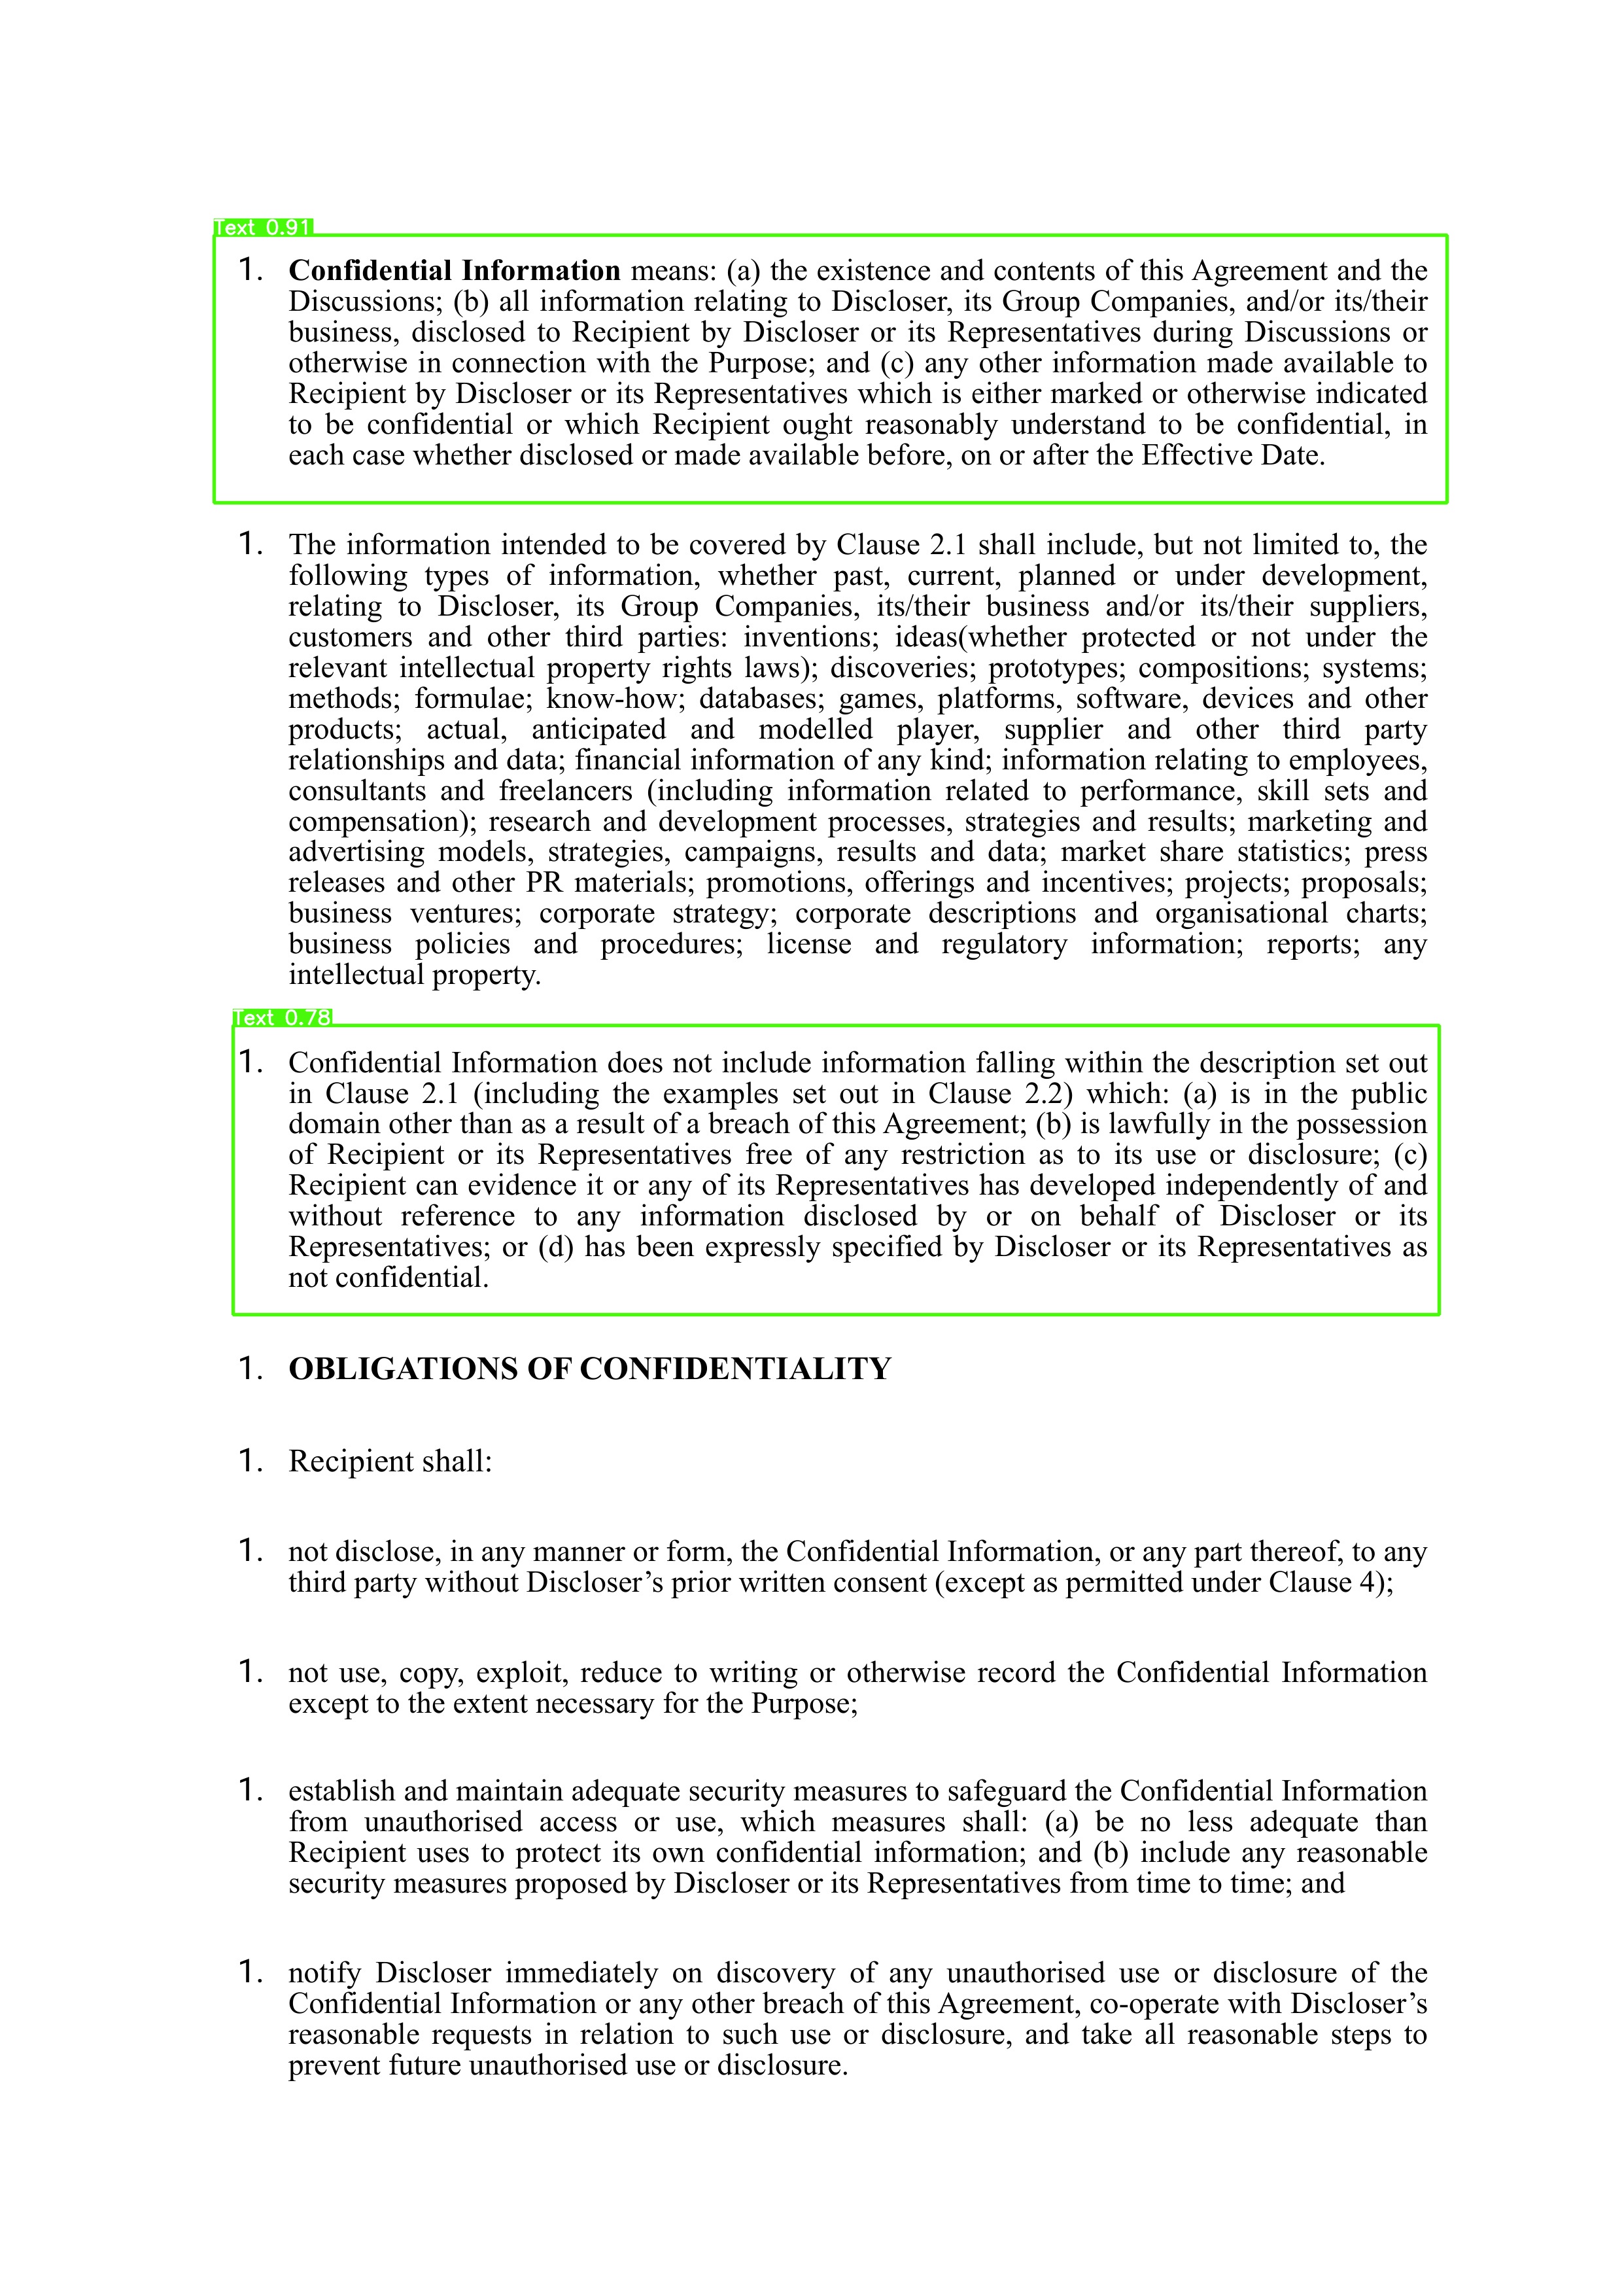 Text 0.91
1. Confidential Information means: (a) the existence and contents of this Agreement and the
Discussions; (b) all information relating to Discloser, its Group Companies, and/or its/their
business, disclosed to Recipient by Discloser or its Representatives during Discussions or
otherwise in connection with the Purpose; and (c) any other information made available to
Recipient by Discloser or its Representatives which is either marked or otherwise indicated
to be confidential or which Recipient ought reasonably understand to be confidential, in
each case whether disclosed or made available before, on or after the Effective Date.
1. The information intended to be covered by Clause 2.1 shall include, but not limited to, the
following types of information, whether past, current, planned or under development,
relating to Discloser, its Group Companies, its/their business and/or its/their suppliers,
customers and other third parties: inventions; ideas(whether protected or not under the
relevant intellectual property rights laws); discoveries; prototypes; compositions; systems;
methods; formulae; know-how; databases; games, platforms, software, devices and other
products; actual, anticipated and modelled player, supplier and other third party
relationships and data; financial information of any kind; information relating to employees,
consultants and freelancers (including information related to performance, skill sets and
compensation); research and development processes, strategies and results; marketing and
advertising models, strategies, campaigns, results and data; market share statistics; press
releases and other PR materials; promotions, offerings and incentives; projects; proposals;
business ventures; corporate strategy; corporate descriptions and organisational charts;
business policies and procedures; license and regulatory information; reports; any
intellectual property.
Text 0.78
1. Confidential Information does not include information falling within the description set out
in Clause 2.1 (including the examples set out in Clause 2.2) which: (a) is in the public
domain other than as a result of a breach of this Agreement; (b) is lawfully in the possession
of Recipient or its Representatives free of any restriction as to its use or disclosure; (c)
Recipient can evidence it or any of its Representatives has developed independently of and
without reference to any information disclosed by or on behalf of Discloser or its
Representatives; or (d) has been expressly specified by Discloser or its Representatives as
not confidential.
1. OBLIGATIONS OF CONFIDENTIALITY
1. Recipient shall:
1. not disclose, in any manner or form, the Confidential Information, or any part thereof, to any
third party without Discloser’s prior written consent (except as permitted under Clause 4);
1. not use, copy, exploit, reduce to writing or otherwise record the Confidential Information
except to the extent necessary for the Purpose;
1. establish and maintain adequate security measures to safeguard the Confidential Information
from unauthorised access or use, which measures shall: (a) be no less adequate than
Recipient uses to protect its own confidential information; and (b) include any reasonable
security measures proposed by Discloser or its Representatives from time to time; and
1. notify Discloser immediately on discovery of any unauthorised use or disclosure of the
Confidential Information or any other breach of this Agreement, co-operate with Discloser’s
reasonable requests in relation to such use or disclosure, and take all reasonable steps to
prevent future unauthorised use or disclosure.